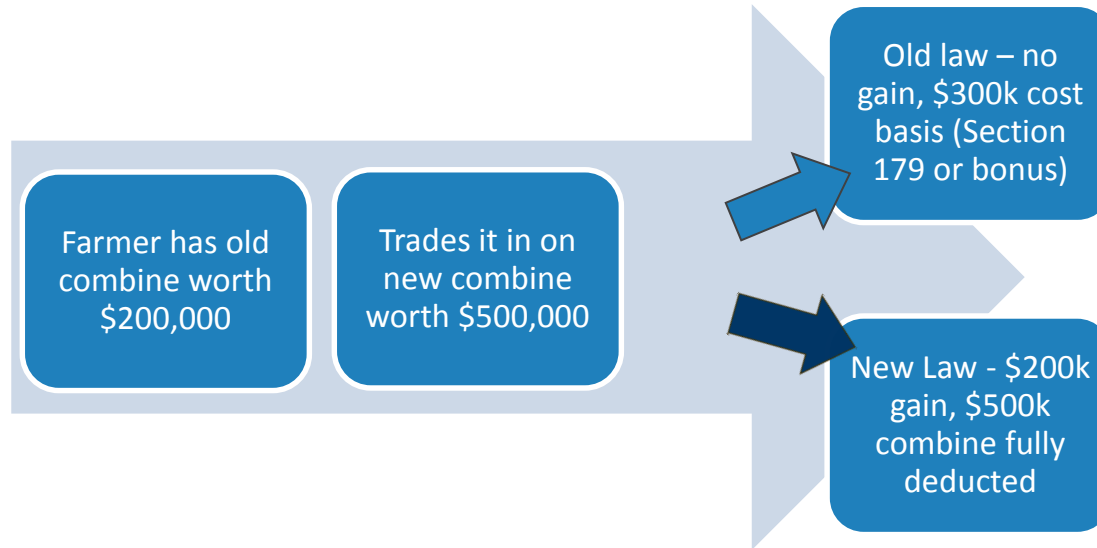 Farmer has old
combine worth
$200,000
Trades it in on
new combine
worth $500,000
Old law – no
gain, $300k cost
basis (Section
179 or bonus)
New Law - $200k
gain, $500k
combine fully
deducted